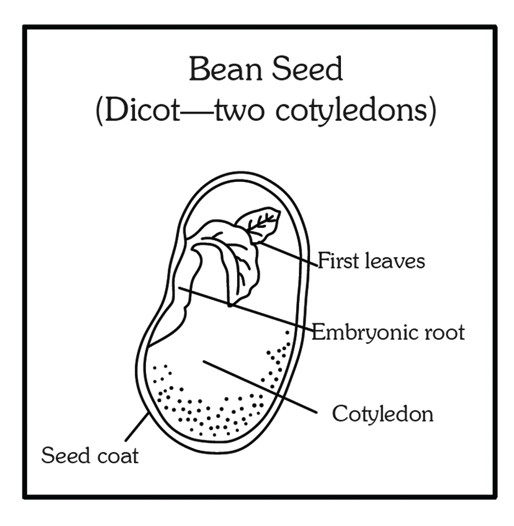 Bean Seed
(Dicot—two cotyledons)
First leaves
Embryonic root
Cotyledon
Seed coat